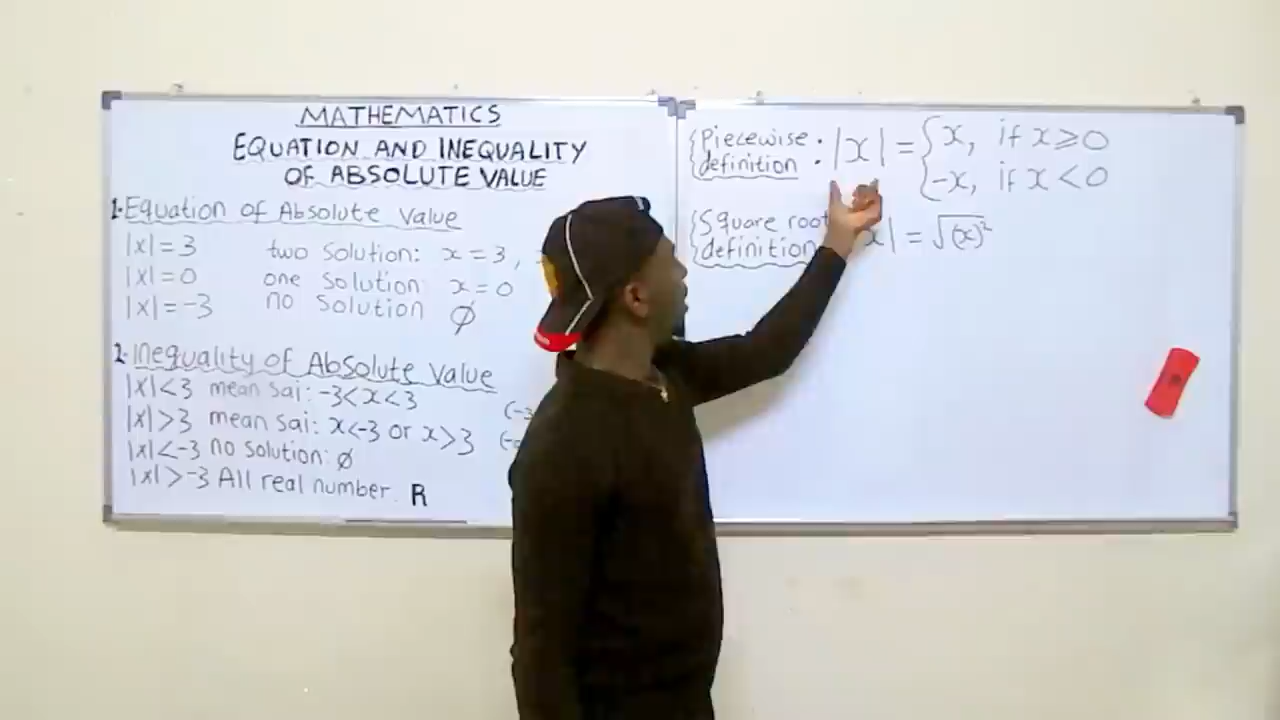 MATHEMATICS
EQUATION AND INEQUALITY
OF ABSOLUTE VALUE
1. Equation of Absolute Value
|x|=3 two solution: x=3,
|x|=0 one solution x=0
|x|=-3 no solution ∅
2. Inequality of Absolute Value
|x|<3 mean sai: -3<x<3 (-3
|x|>3 mean sai: x<-3 or x>3 (-
|x|<-3 no solution: ∅
|x|>-3 All real number. R
{Piecewise
definition : |x| = { x, if x⩾0
-x, if x<0
{Square root
definition x| = √(x)²